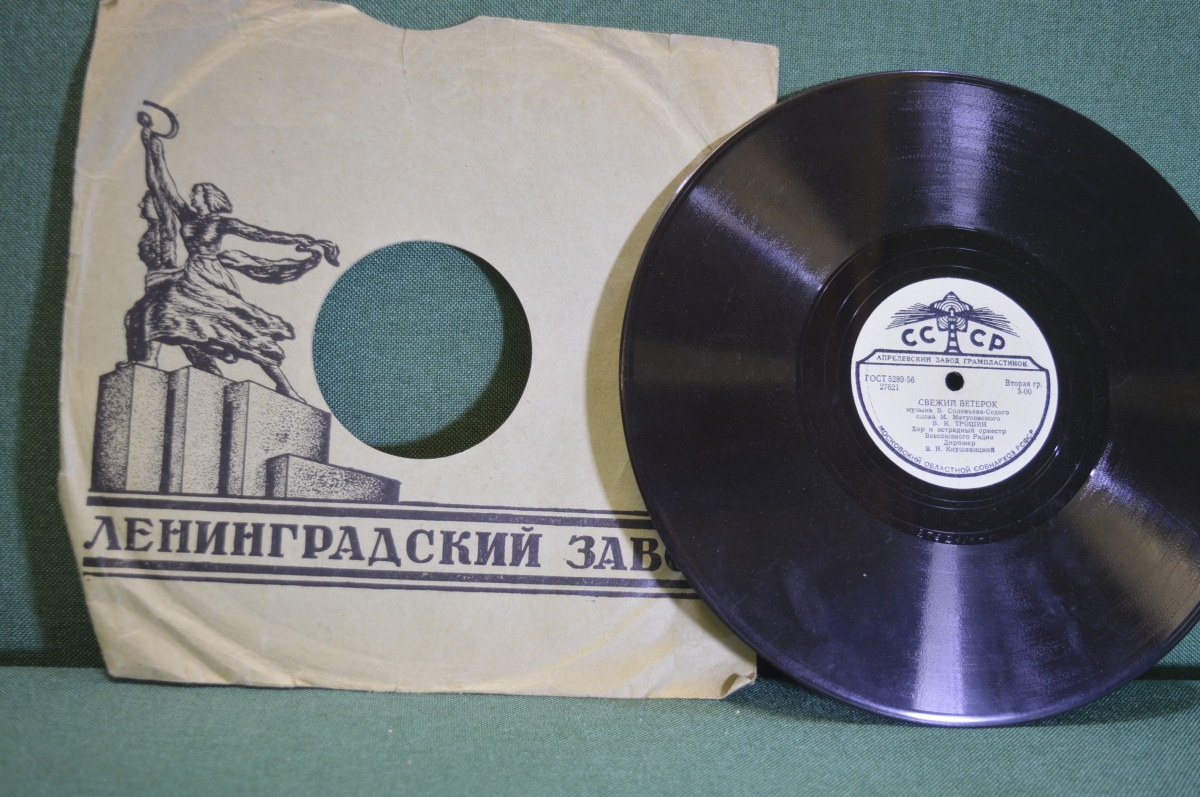 ЛЕНИНГРАДСКИЙ ЗАВО
СССР
АПРЕЛЕВСКИЙ ЗАВОД ГРАМПЛАСТИНОК
ГОСТ 5289-56
27621
Вторая гр.
3-00
СВЕЖИЙ ВЕТЕРОК
музыка В. Соловьева-Седого
слова М. Матусовского
В. К. ТРОШИН
Хор и эстрадный оркестр
Всесоюзного Радио
Дирижер
В. Н. Кнушевицкий
МОСКОВСКИЙ ОБЛАСТНОЙ СОВНАРХОЗ РСФСР